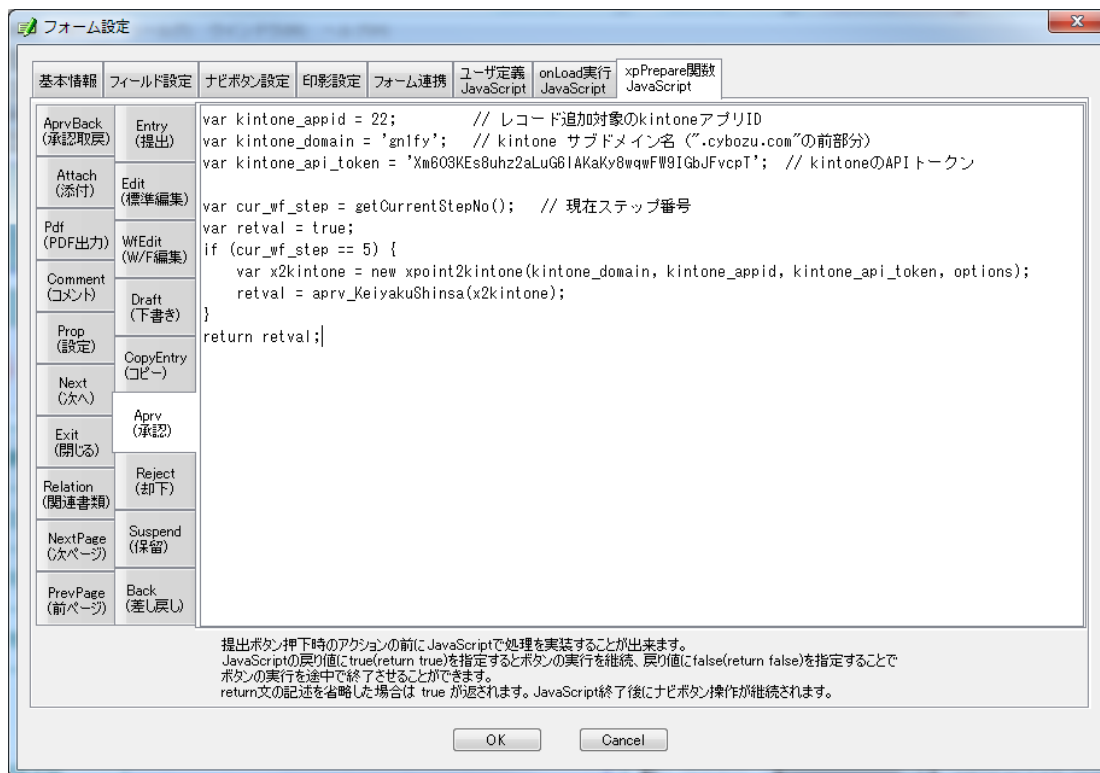 フォーム設定
基本情報 フィールド設定 ナビボタン設定 印影設定 フォーム連携 ユーザ定義 JavaScript onLoad実行 JavaScript xpPrepare関数 JavaScript
AprvBack
(承認取戻)
Attach
(添付)
Pdf
(PDF出力)
Comment
(コメント)
Prop
(設定)
Next
(次へ)
Exit
(閉じる)
Relation
(関連書類)
NextPage
(次ページ)
PrevPage
(前ページ)
Entry
(提出)
Edit
(標準編集)
WfEdit
(W/F編集)
Draft
(下書き)
CopyEntry
(コピー)
Aprv
(承認)
Reject
(却下)
Suspend
(保留)
Back
(差し戻し)
var kintone_appid = 22; // レコード追加対象のkintoneアプリID
var kintone_domain = 'gn1fy'; // kintone サブドメイン名 (".cybozu.com"の前部分)
var kintone_api_token = 'Xm6O3KEs8uhz2aLuG6lAKaKy8wqwFW9IGbJFvcpT'; // kintoneのAPIトークン
var cur_wf_step = getCurrentStepNo(); // 現在ステップ番号
var retval = true;
if (cur_wf_step == 5) {
var x2kintone = new xpoint2kintone(kintone_domain, kintone_appid, kintone_api_token, options);
retval = aprv_KeiyakuShinsa(x2kintone);
}
return retval;
提出ボタン押下時のアクションの前にJavaScriptで処理を実装することが出来ます。
JavaScriptの戻り値にtrue(return true)を指定するとボタンの実行を継続、戻り値にfalse(return false)を指定することで
ボタンの実行を途中で終了させることができます。
return文の記述を省略した場合は true が返されます。JavaScript終了後にナビボタン操作が継続されます。
OK Cancel